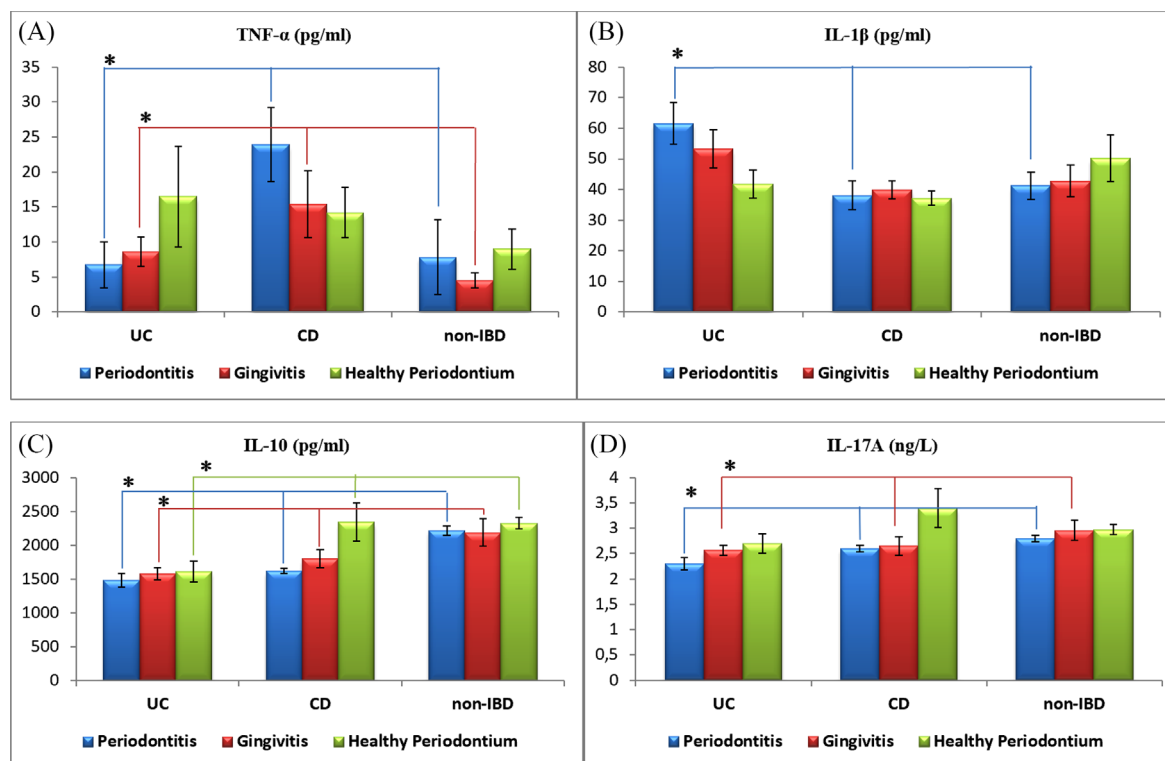 (A)
TNF-α (pg/ml)
35
30
25
20
15
10
5
0
*
*
UC CD non-IBD
Periodontitis Gingivitis Healthy Periodontium
(B)
IL-1β (pg/ml)
80
70
60
50
40
30
20
10
0
*
UC CD non-IBD
Periodontitis Gingivitis Healthy Periodontium
(C)
IL-10 (pg/ml)
3000
2500
2000
1500
1000
500
0
*
*
*
UC CD non-IBD
Periodontitis Gingivitis Healthy Periodontium
(D)
IL-17A (ng/L)
4
3,5
3
2,5
2
1,5
1
0,5
0
*
*
UC CD non-IBD
Periodontitis Gingivitis Healthy Periodontium